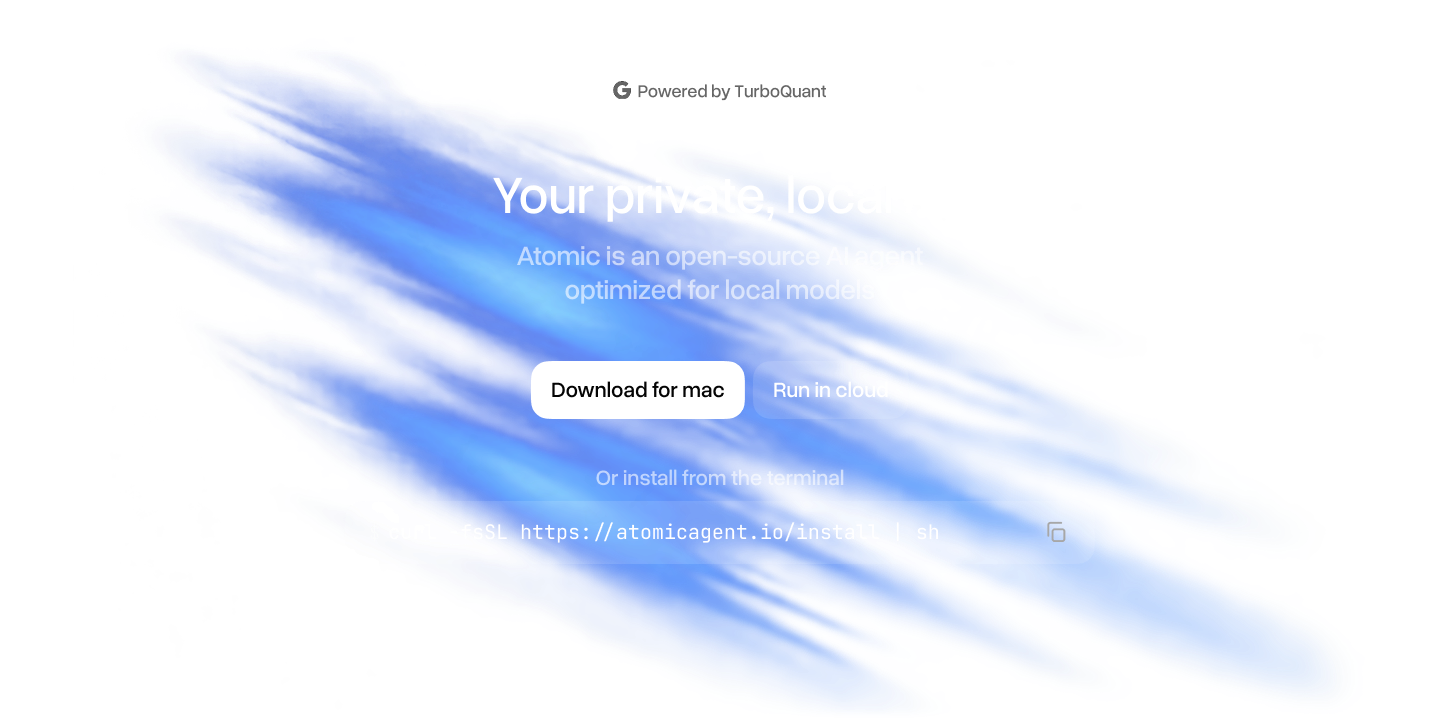 Powered by TurboQuant
Your private, local
Atomic is an open-source AI agent
optimized for local models
Download for mac
Run in cloud
Or install from the terminal
-fsSL https://atomicagent.io/install | sh